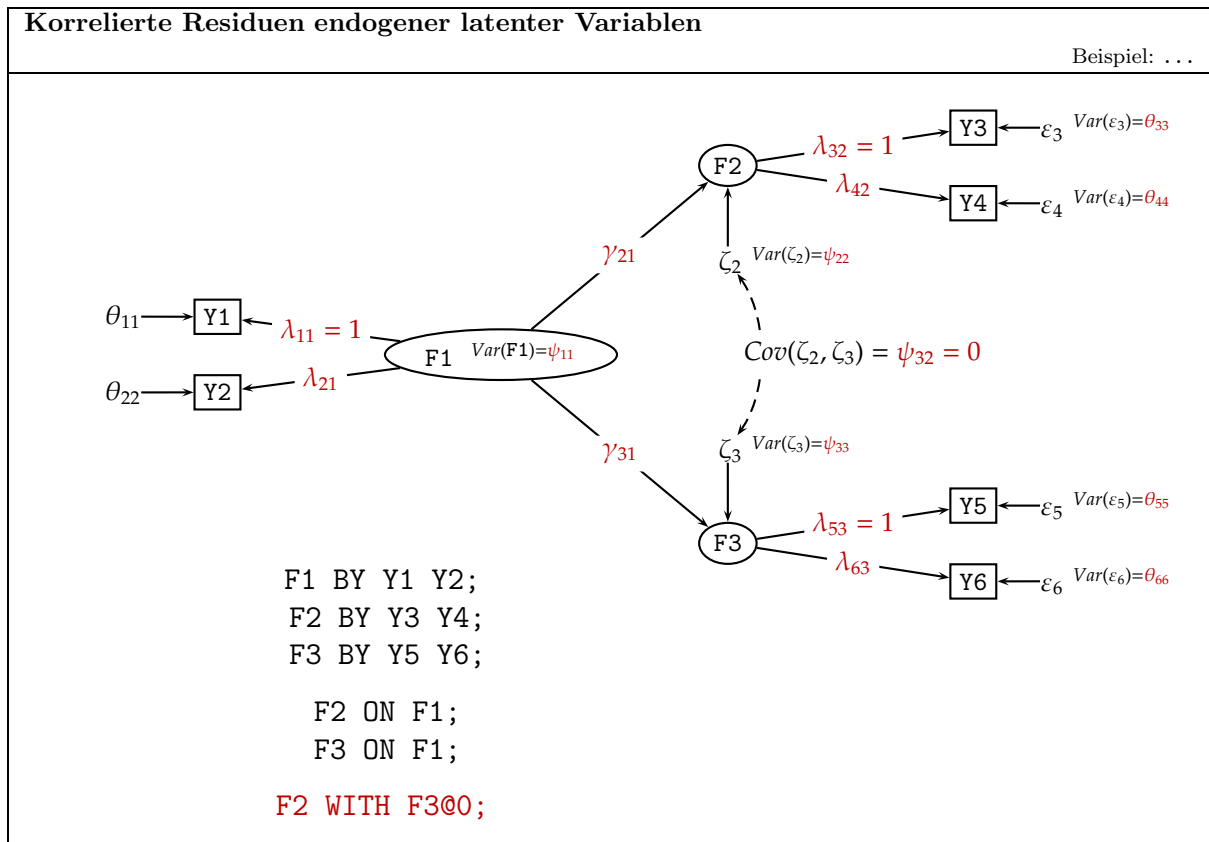 Korrelierte Residuen endogener latenter Variablen
Beispiel: ...
Y3 ε₃ Var(ε₃)=θ₃₃
λ₃₂ = 1
F2
λ₄₂
Y4 ε₄ Var(ε₄)=θ₄₄
γ₂₁
ζ₂ Var(ζ₂)=ψ₂₂
θ₁₁ Y1 λ₁₁ = 1
F1 Var(F1)=ψ₁₁
Cov(ζ₂, ζ₃) = ψ₃₂ = 0
θ₂₂ Y2 λ₂₁
γ₃₁
ζ₃ Var(ζ₃)=ψ₃₃
Y5 ε₅ Var(ε₅)=θ₅₅
λ₅₃ = 1
F3
λ₆₃
Y6 ε₆ Var(ε₆)=θ₆₆
F1 BY Y1 Y2;
F2 BY Y3 Y4;
F3 BY Y5 Y6;
F2 ON F1;
F3 ON F1;
F2 WITH F3@0;